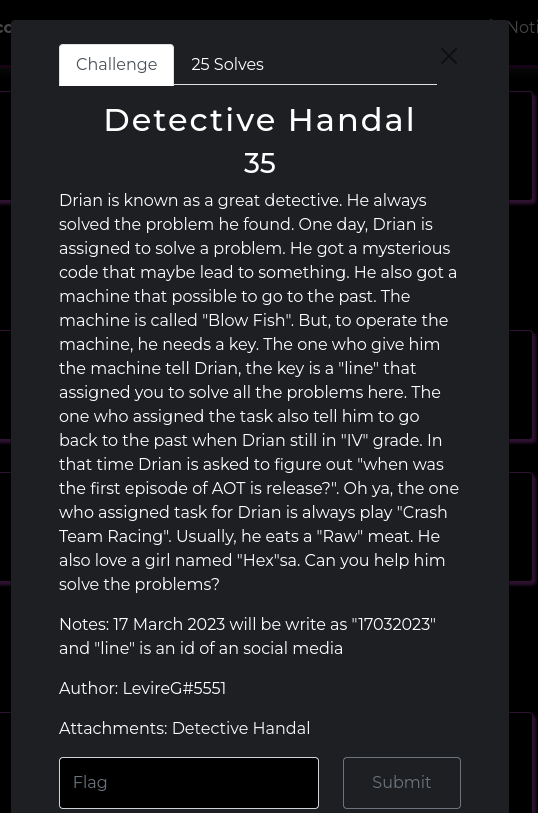 Noti
Challenge
25 Solves
Detective Handal
35
Drian is known as a great detective. He always
solved the problem he found. One day, Drian is
assigned to solve a problem. He got a mysterious
code that maybe lead to something. He also got a
machine that possible to go to the past. The
machine is called "Blow Fish". But, to operate the
machine, he needs a key. The one who give him
the machine tell Drian, the key is a "line" that
assigned you to solve all the problems here. The
one who assigned the task also tell him to go
back to the past when Drian still in "IV" grade. In
that time Drian is asked to figure out "when was
the first episode of AOT is release?". Oh ya, the one
who assigned task for Drian is always play "Crash
Team Racing". Usually, he eats a "Raw" meat. He
also love a girl named "Hex"sa. Can you help him
solve the problems?
Notes: 17 March 2023 will be write as "17032023"
and "line" is an id of an social media
Author: LevireG#5551
Attachments: Detective Handal
Flag
Submit